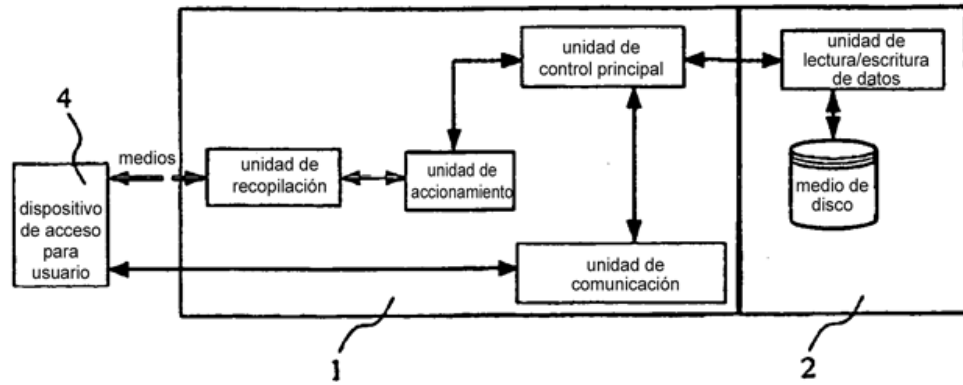 unidad de
control principal
unidad de
lectura/escritura
de datos
4
medios
unidad de
recopilación
unidad de
accionamiento
medio de
disco
dispositivo
de acceso
para
usuario
unidad de
comunicación
1
2